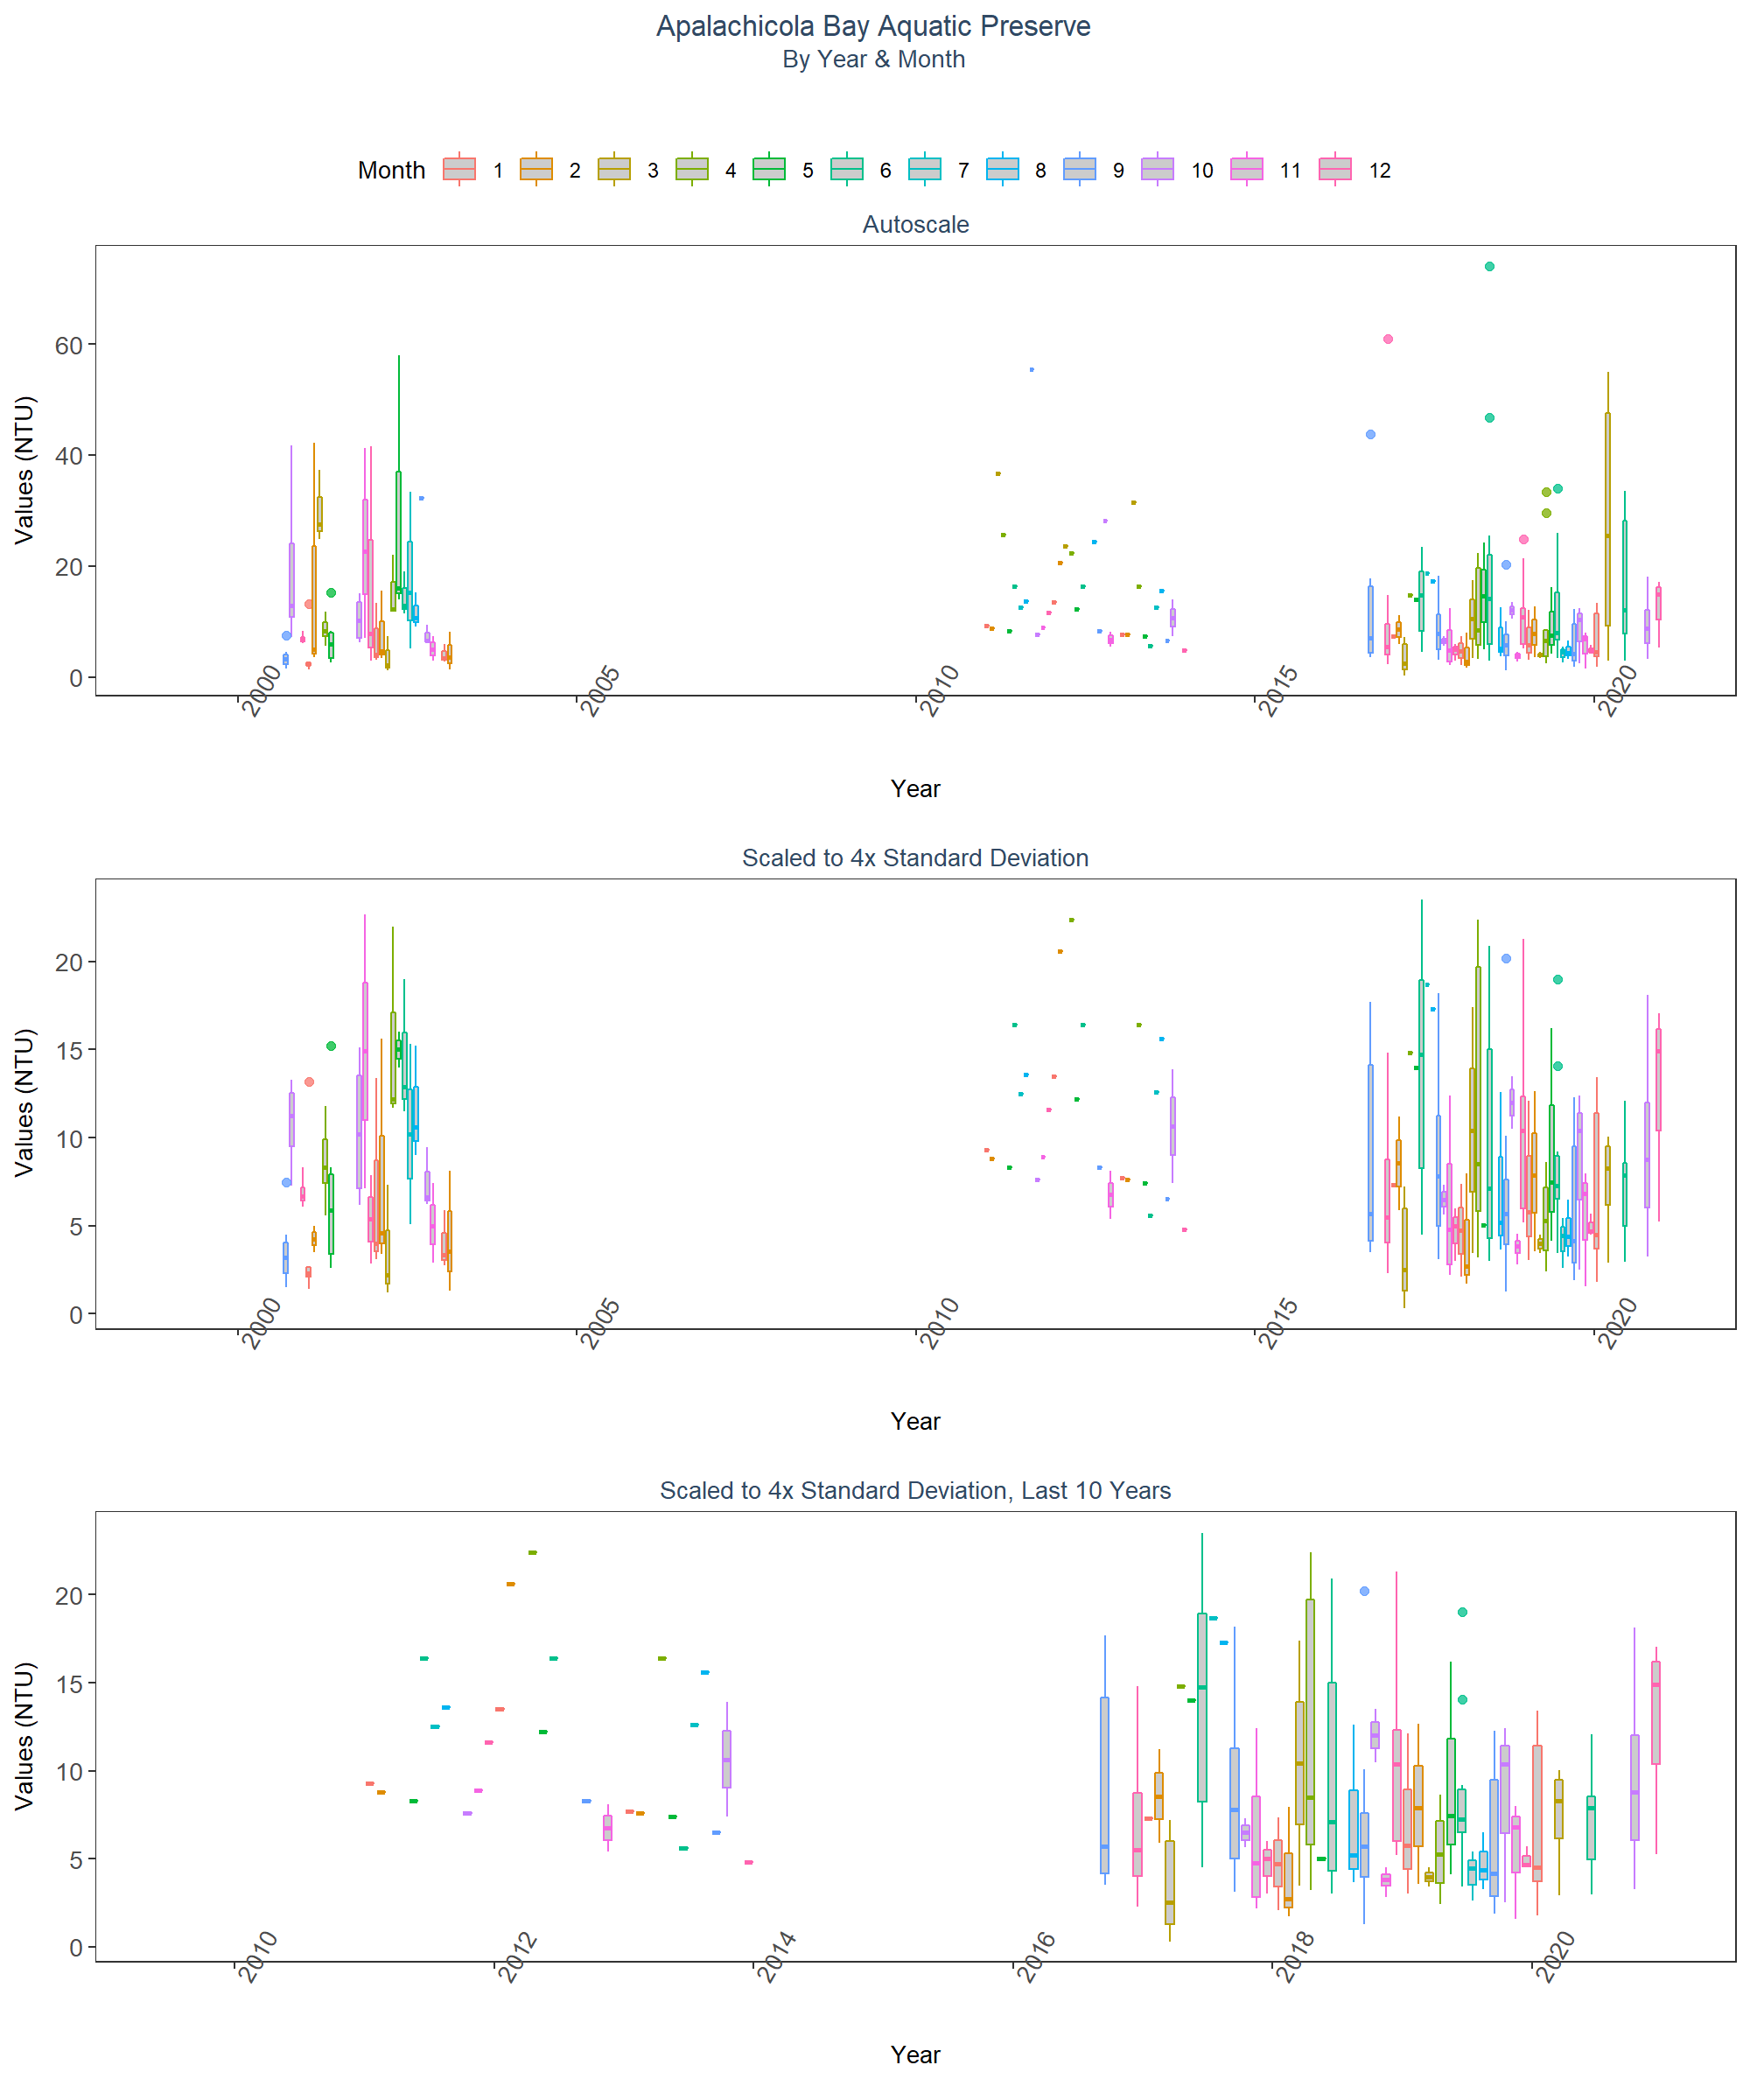 Apalachicola Bay Aquatic Preserve
By Year & Month
Month 1 2 3 4 5 6 7 8 9 10 11 12
Autoscale
Values (NTU)
60
40
20
0
2000 2005 2010 2015 2020
Year
Scaled to 4x Standard Deviation
Values (NTU)
20
15
10
5
0
2000 2005 2010 2015 2020
Year
Scaled to 4x Standard Deviation, Last 10 Years
Values (NTU)
20
15
10
5
0
2010 2012 2014 2016 2018 2020
Year